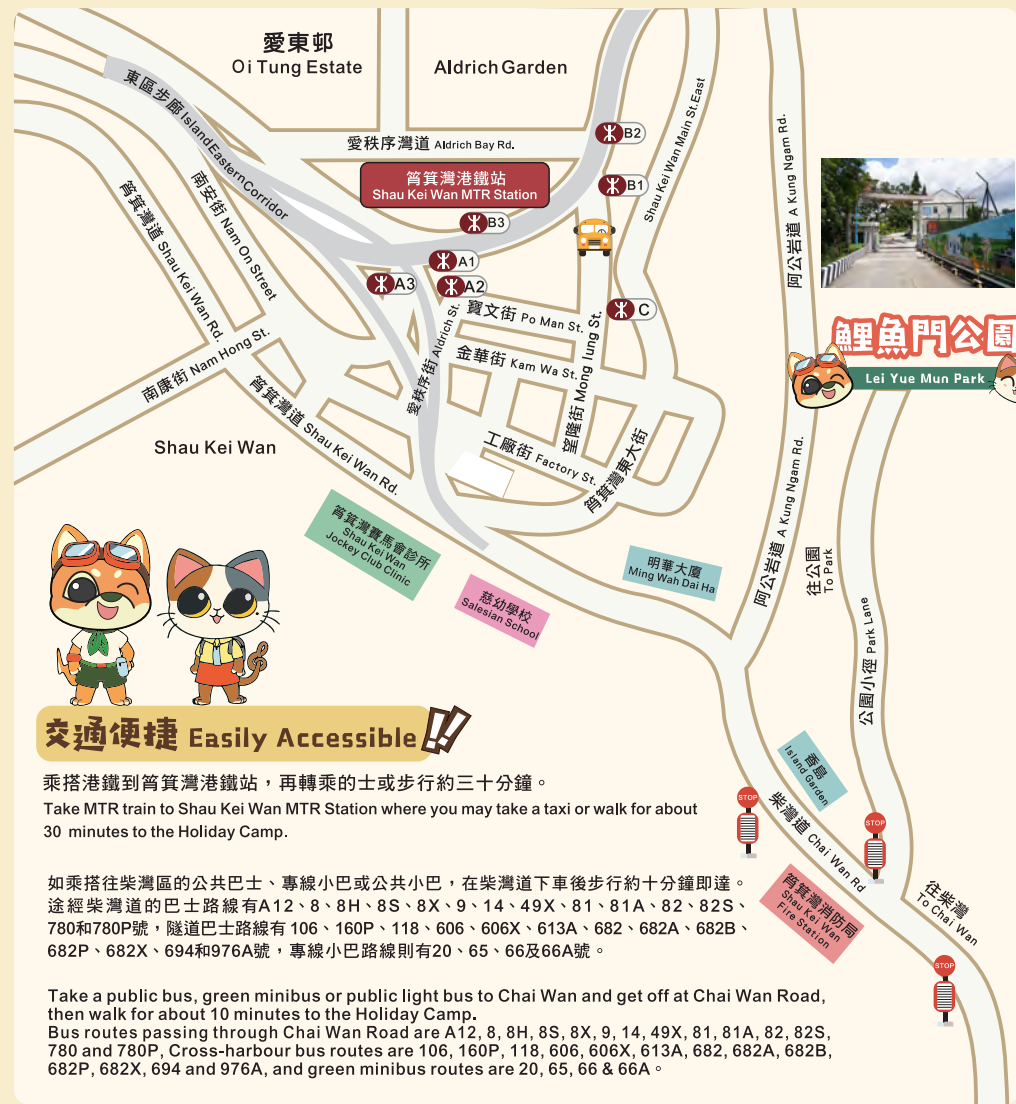 愛東邨
Oi Tung Estate
Aldrich Garden
東區步廊 Island Eastern Corridor
愛秩序灣道 Aldrich Bay Rd.
筲箕灣港鐵站
Shau Kei Wan MTR Station
B2
B1
B3
A1
A2
A3
C
Shau Kei Wan Main St. East
阿公岩道 A Kung Ngam Rd.
筲箕灣道 Shau Kei Wan Rd.
南安街 Nam On Street
南康街 Nam Hong St.
愛秩序街 Aldrich St.
寶文街 Po Man St.
金華街 Kam Wa St.
望隆街 Mong lung St.
工廠街 Factory St.
筲箕灣東大街
鯉魚門公園
Lei Yue Mun Park
Shau Kei Wan
筲箕灣道 Shau Kei Wan Rd.
筲箕灣賽馬會診所
Shau Kei Wan
Jockey Club Clinic
慈幼學校
Salesian School
明華大廈
Ming Wah Dai Ha
阿公岩道 A Kung Ngam Rd.
往公園
To Park
公園小徑 Park Lane
香島
Island Garden
STOP
柴灣道 Chai Wan Rd
STOP
筲箕灣消防局
Shau Kei Wan
Fire Station
往柴灣
To Chai Wan
STOP
交通便捷 Easily Accessible!!
乘搭港鐵到筲箕灣港鐵站，再轉乘的士或步行約三十分鐘。
Take MTR train to Shau Kei Wan MTR Station where you may take a taxi or walk for about
30 minutes to the Holiday Camp.
如乘搭往柴灣區的公共巴士、專線小巴或公共小巴，在柴灣道下車後步行約十分鐘即達。
途經柴灣道的巴士路線有A12、8、8H、8S、8X、9、14、49X、81、81A、82、82S、
780和780P號，隧道巴士路線有 106、160P、118、606、606X、613A、682、682A、682B、
682P、682X、694和976A號，專線小巴路線則有20、65、66及66A號。
Take a public bus, green minibus or public light bus to Chai Wan and get off at Chai Wan Road,
then walk for about 10 minutes to the Holiday Camp.
Bus routes passing through Chai Wan Road are A12, 8, 8H, 8S, 8X, 9, 14, 49X, 81, 81A, 82, 82S,
780 and 780P, Cross-harbour bus routes are 106, 160P, 118, 606, 606X, 613A, 682, 682A, 682B,
682P, 682X, 694 and 976A, and green minibus routes are 20, 65, 66 & 66A。